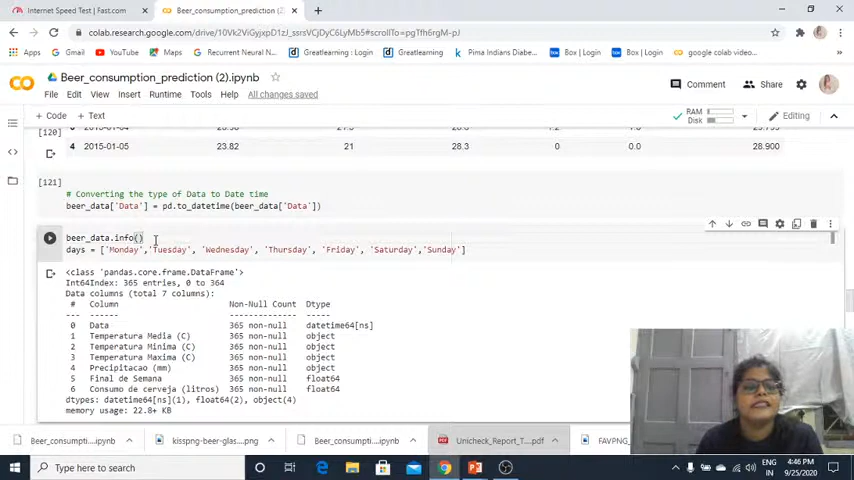 Internet Speed Test | Fast.com
Beer_consumption_prediction (2).
colab.research.google.com/drive/10Vk2ViGyjxpD1zJ_ssrsVCjDyC6LyMb5#scrollTo=pgTfh6rgM-pJ
Apps Gmail YouTube Maps Recurrent Neural N... Greatlearning : Login Greatlearning : Login Pima Indians Diabe... Box | Login Box | Login google colab video...
Beer_consumption_prediction (2).ipynb
Comment Share
File Edit View Insert Runtime Tools Help All changes saved
+ Code + Text
RAM
Disk
Editing
[120]
4 2015-01-05 23.82 21 28.3 0 0.0 28.900
[121]
# Converting the type of Data to Date time
beer_data['Data'] = pd.to_datetime(beer_data['Data'])
beer_data.info()
days = ['Monday','Tuesday', 'Wednesday', 'Thursday', 'Friday', 'Saturday','Sunday']
<class 'pandas.core.frame.DataFrame'>
Int64Index: 365 entries, 0 to 364
Data columns (total 7 columns):
# Column Non-Null Count Dtype
--- ------ -------------- -----
0 Data 365 non-null datetime64[ns]
1 Temperatura Media (C) 365 non-null object
2 Temperatura Minima (C) 365 non-null object
3 Temperatura Maxima (C) 365 non-null object
4 Precipitacao (mm) 365 non-null object
5 Final de Semana 365 non-null float64
6 Consumo de cerveja (litros) 365 non-null float64
dtypes: datetime64[ns](1), float64(2), object(4)
memory usage: 22.8+ KB
Beer_consumpti....ipynb
kisspng-beer-glas....png
Beer_consumpti....ipynb
Unicheck_Report_T....pdf
Type here to search
ENG
IN
4:46 PM
9/25/2020